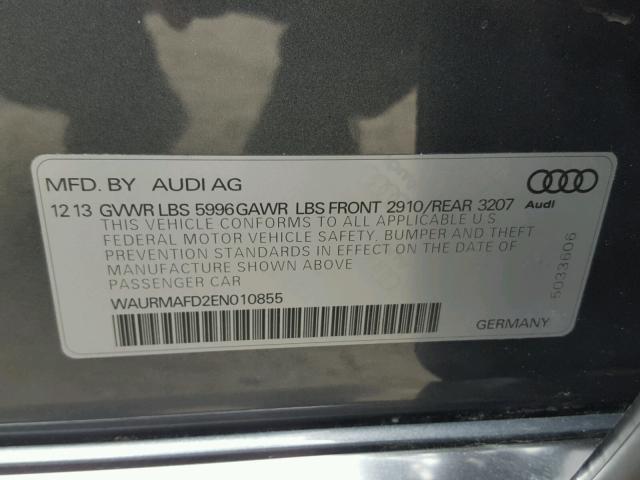 MFD. BY AUDI AG
Audi
12 13 GVWR LBS 5996 GAWR LBS FRONT 2910/REAR 3207
THIS VEHICLE CONFORMS TO ALL APPLICABLE U S
FEDERAL MOTOR VEHICLE SAFETY, BUMPER AND THEFT
PREVENTION STANDARDS IN EFFECT ON THE DATE OF
MANUFACTURE SHOWN ABOVE
PASSENGER CAR
WAURMAFD2EN010855
GERMANY
5033606